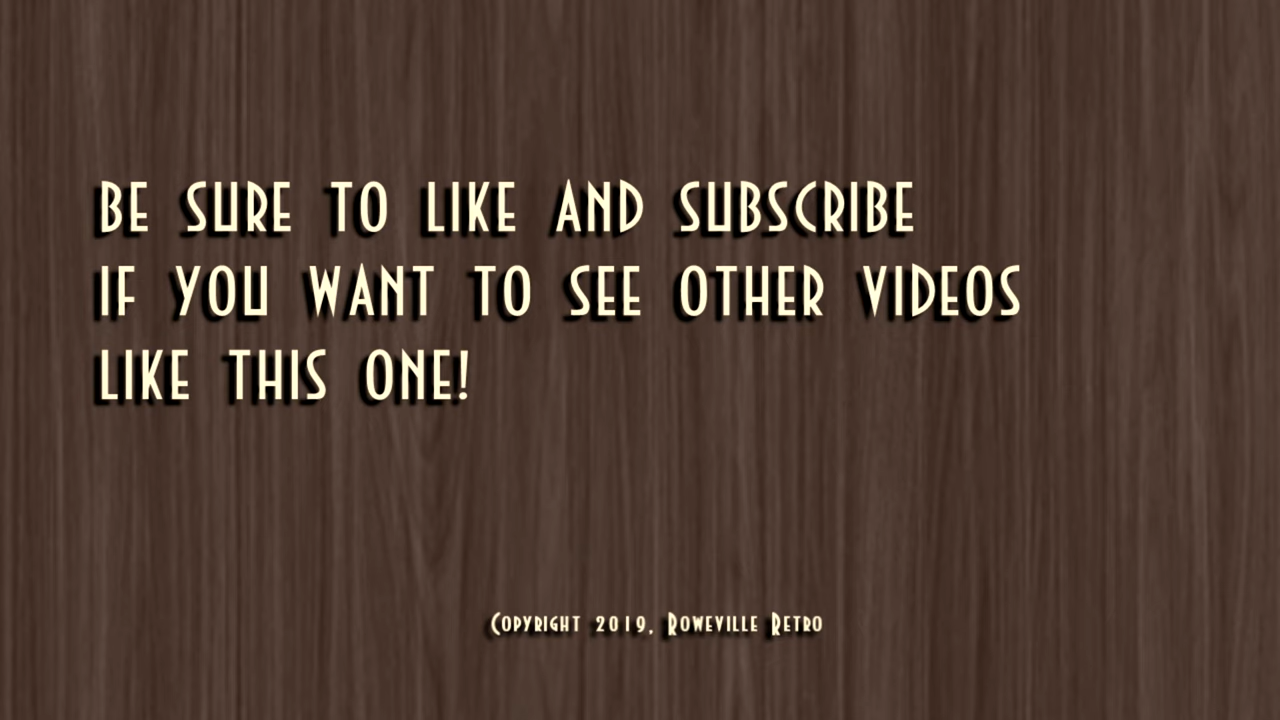 BE SURE TO LIKE AND SUBSCRIBE
IF YOU WANT TO SEE OTHER VIDEOS
LIKE THIS ONE!
Copyright 2019, Roweville Retro